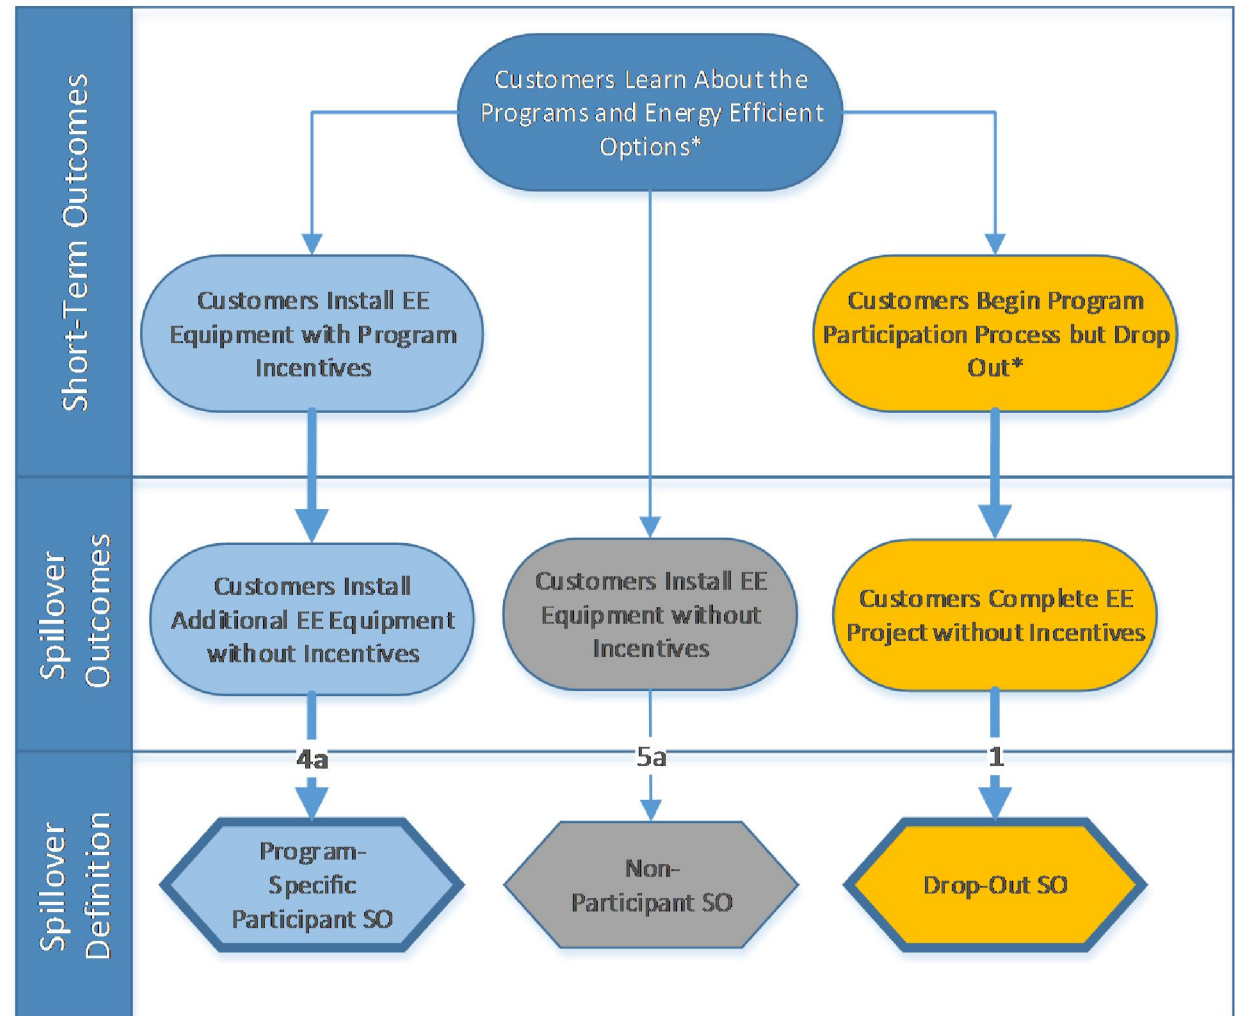 Short-Term Outcomes
Customers Learn About the
Programs and Energy Efficient
Options*
Customers Install EE
Equipment with Program
Incentives
Customers Begin Program
Participation Process but Drop
Out*
Spillover
Outcomes
Customers Install
Additional EE Equipment
without Incentives
Customers Install EE
Equipment without
Incentives
Customers Complete EE
Project without Incentives
4a
5a
1
Spillover
Definition
Program-
Specific
Participant SO
Non-
Participant SO
Drop-Out SO